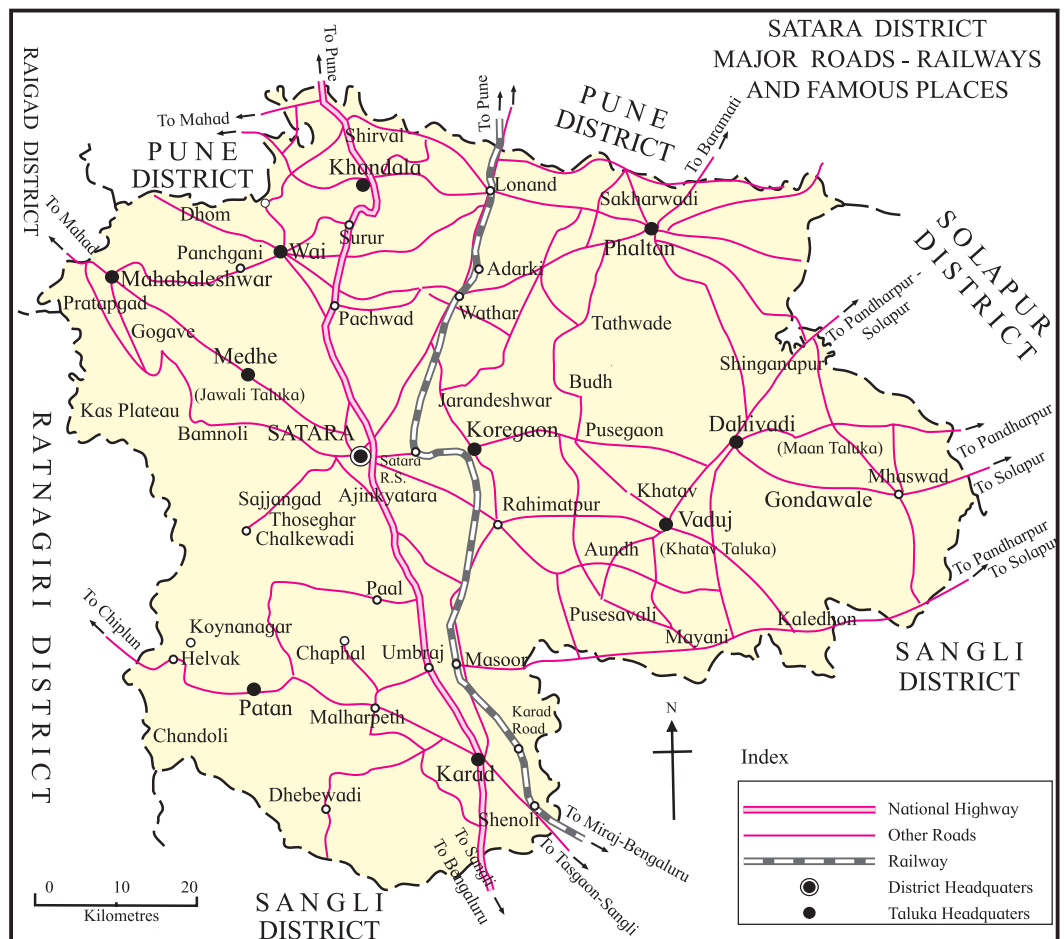 SATARA DISTRICT
MAJOR ROADS - RAILWAYS
AND FAMOUS PLACES
RAIGAD DISTRICT
To Pune
To Pune
To Mahad
PUNE
DISTRICT
PUNE
DISTRICT
To Baramati
Shirval
Khandala
Lonand
Sakharwadi
Dhom
To Mahad
Surur
Phaltan
SOLAPUR
DISTRICT
Panchgani
Wai
Adarki
Mahabaleshwar
Pratapgad
Pachwad
Wathar
To Pandharpur -
Solapur
Gogave
Tathwade
Medhe
(Jawali Taluka)
Shinganapur
Budh
Kas Plateau
Jarandeshwar
Bamnoli
SATARA
Koregaon
Pusegaon
Dahivadi
(Maan Taluka)
To Pandharpur
Satara
R.S.
Mhaswad
To Solapur
Sajjangad
Ajinkyatara
Khatav
Gondawale
Rahimatpur
Thoseghar
Chalkewadi
Vaduj
(Khatav Taluka)
Aundh
RATNAGIRI DISTRICT
To Pandharpur
To Solapur
Paal
Pusesavali
Kaledhon
To Chiplun
Koynanagar
Mayani
Helvak
Chaphal
Umbraj
Masoor
SANGLI
DISTRICT
Patan
Malharpeth
Karad
Road
N
Chandoli
Karad
Index
Dhebewadi
Shenoli
To Miraj-Bengaluru
To Tasgaon-Sangli
To Sangli
To Bengaluru
National Highway
Other Roads
Railway
District Headquaters
Taluka Headquaters
0 10 20
Kilometres
SANGLI
DISTRICT